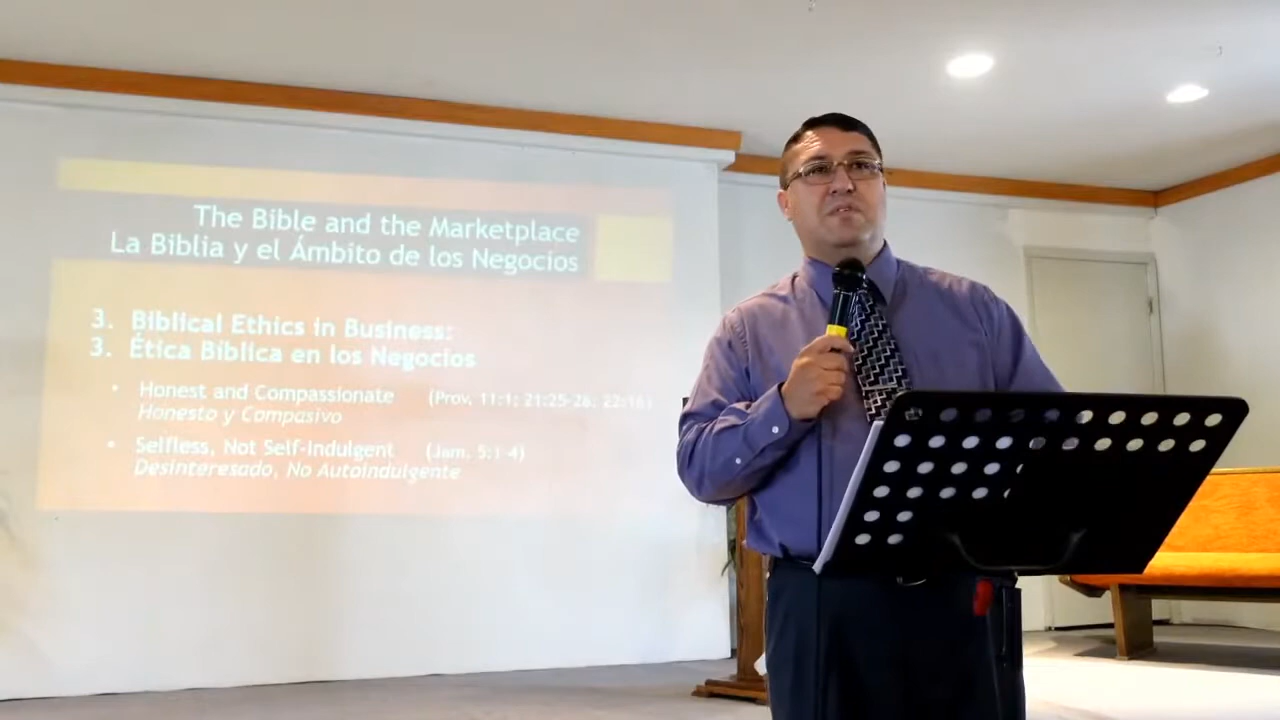 The Bible and the Marketplace
La Biblia y el Ámbito de los Negocios
3. Biblical Ethics in Business:
3. Ética Bíblica en los Negocios
• Honest and Compassionate (Prov. 11:1; 21:25-26; 22:16)
Honesto y Compasivo
• Selfless, Not Self-Indulgent (Jam. 5:1-4)
Desinteresado, No Autoindulgente